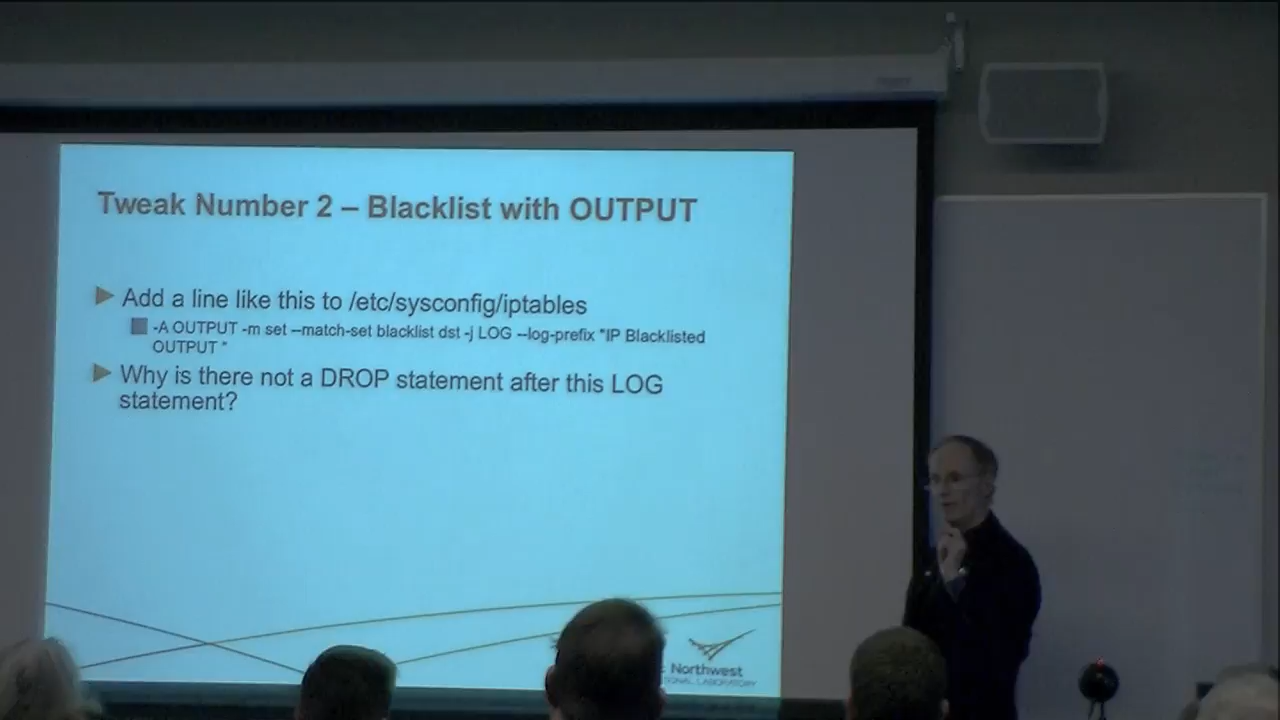 Tweak Number 2 – Blacklist with OUTPUT
Add a line like this to /etc/sysconfig/iptables
-A OUTPUT -m set –match-set blacklist dst -j LOG –log-prefix "IP Blacklisted
OUTPUT "
Why is there not a DROP statement after this LOG
statement?
Northwest
LABORATORY